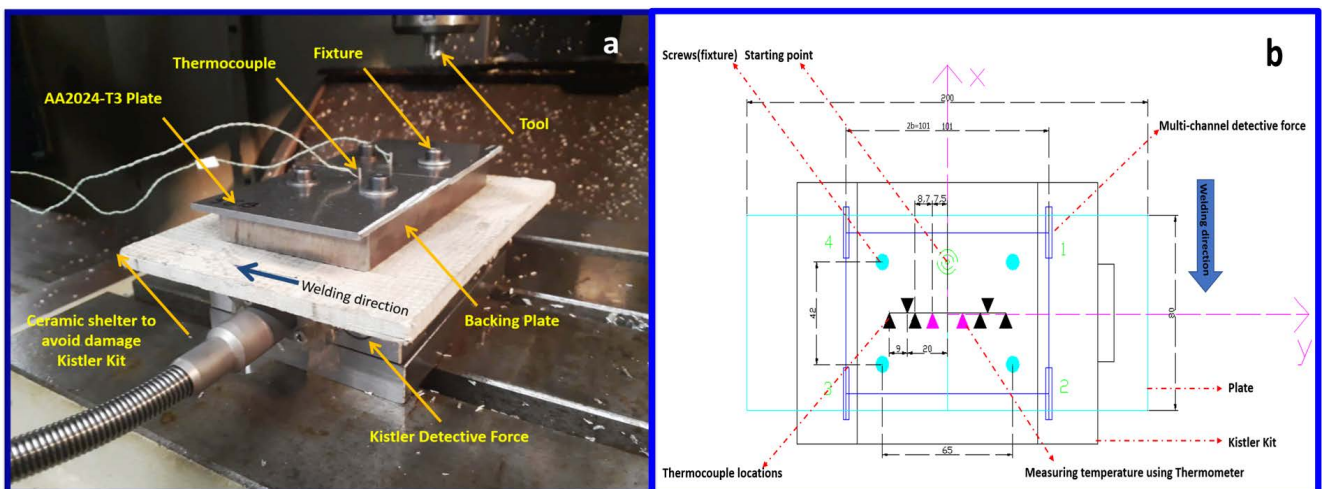 a
Fixture
Thermocouple
AA2024-T3 Plate
Tool
Welding direction
Ceramic shelter to
avoid damage
Kistler Kit
Backing Plate
Kistler Detective Force
b
Screws(fixture)
Starting point
x
200
2b=101
101
Multi-channel detective force
8,7
7,5
Welding direction
4
1
42
80
9
20
y
3
2
Plate
65
Kistler Kit
Thermocouple locations
Measuring temperature using Thermometer